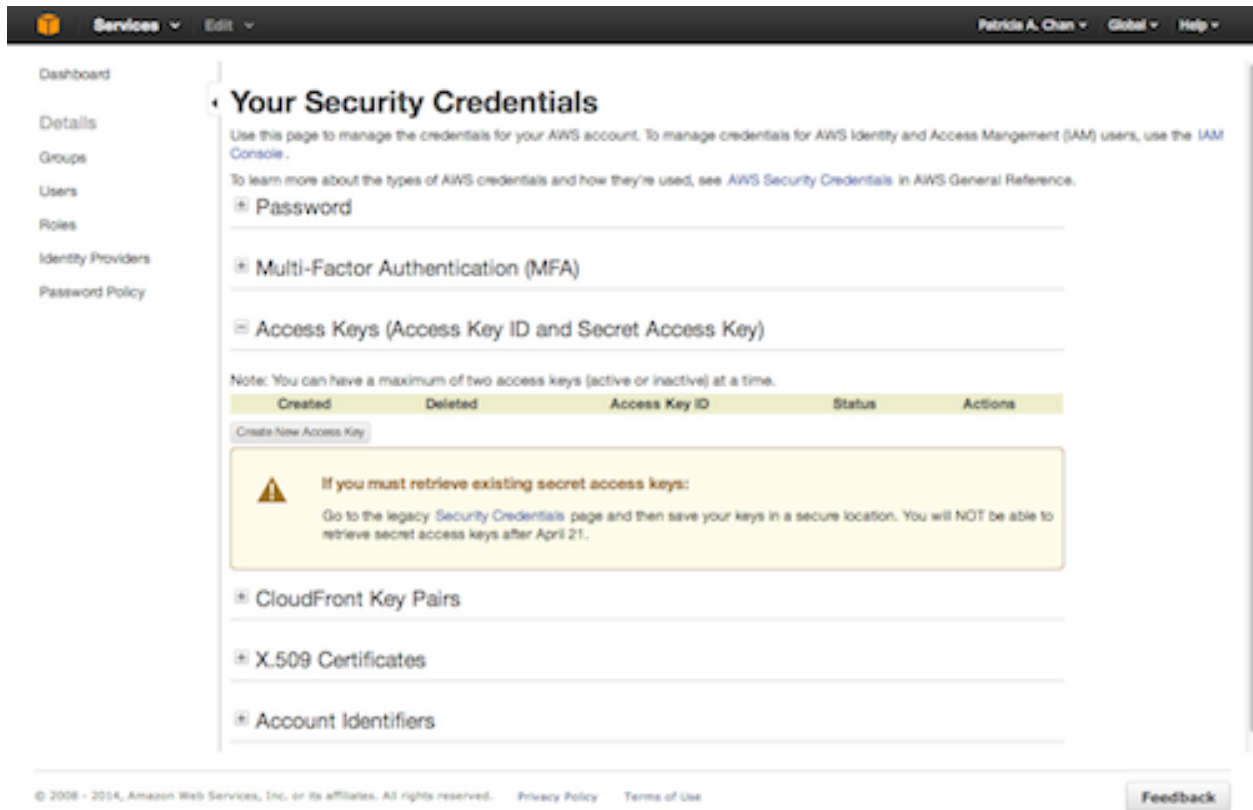 Services Edit Patricia A. Chan Global Help
Dashboard
Details
Groups
Users
Roles
Identity Providers
Password Policy
Your Security Credentials
Use this page to manage the credentials for your AWS account. To manage credentials for AWS Identity and Access Mangement (IAM) users, use the IAM
Console.
To learn more about the types of AWS credentials and how they're used, see AWS Security Credentials in AWS General Reference.
Password
Multi-Factor Authentication (MFA)
Access Keys (Access Key ID and Secret Access Key)
Note: You can have a maximum of two access keys (active or inactive) at a time.
Created Deleted Access Key ID Status Actions
Create New Access Key
If you must retrieve existing secret access keys:
Go to the legacy Security Credentials page and then save your keys in a secure location. You will NOT be able to
retrieve secret access keys after April 21.
CloudFront Key Pairs
X.509 Certificates
Account Identifiers
© 2008 - 2014, Amazon Web Services, Inc. or its affiliates. All rights reserved. Privacy Policy Terms of Use Feedback